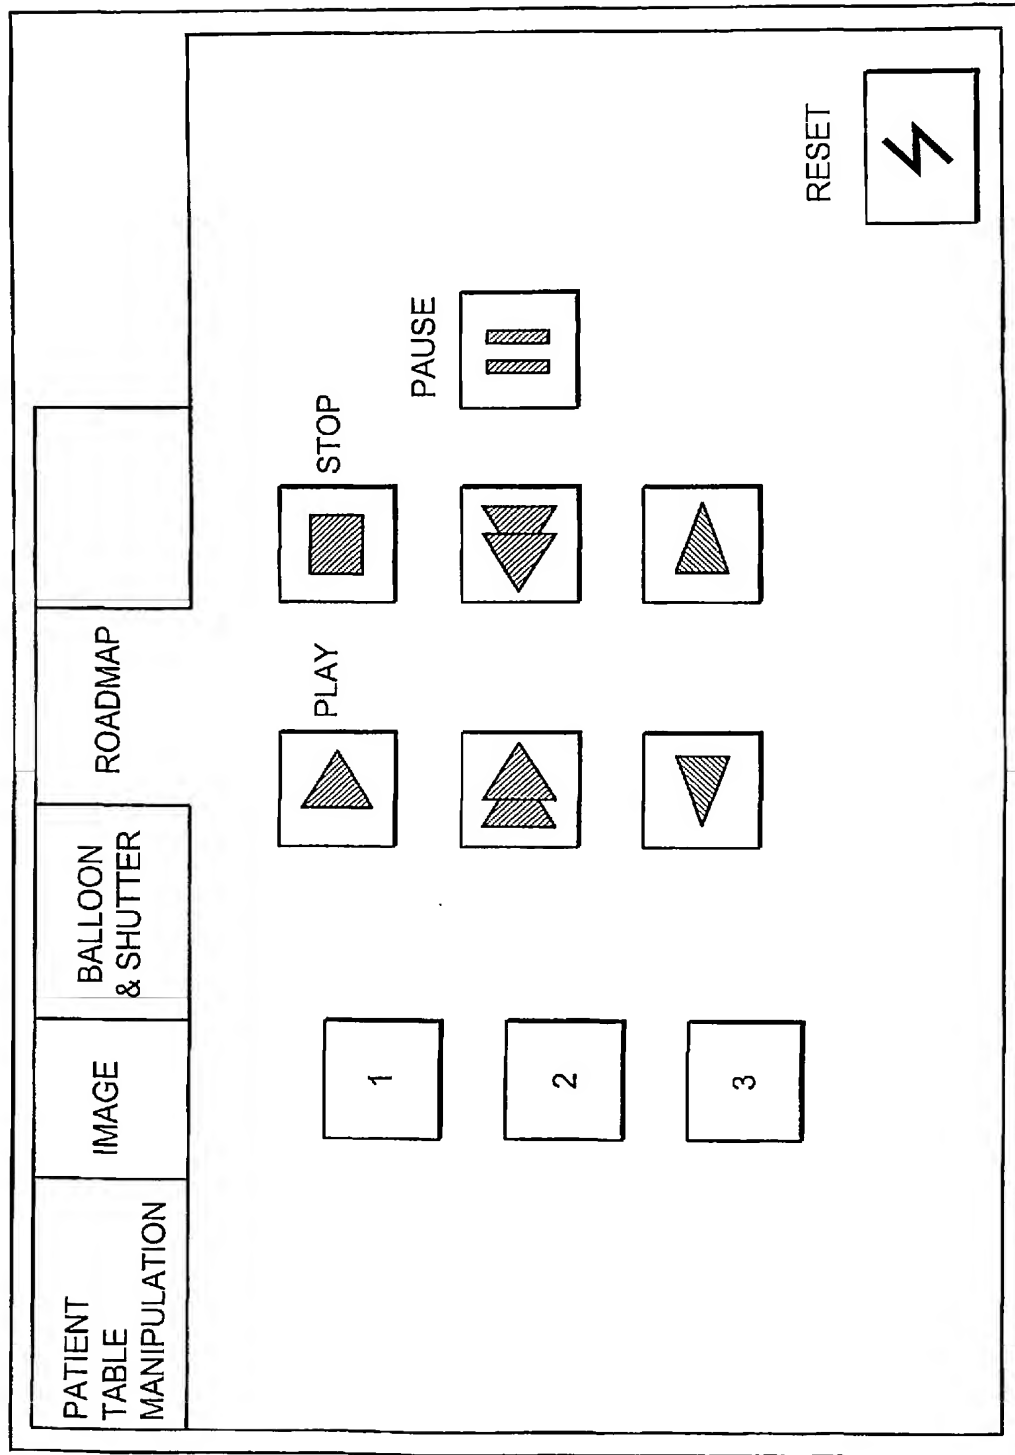 PATIENT
TABLE
MANIPULATION
IMAGE
BALLOON
& SHUTTER
ROADMAP
PLAY
STOP
PAUSE
1
2
3
RESET